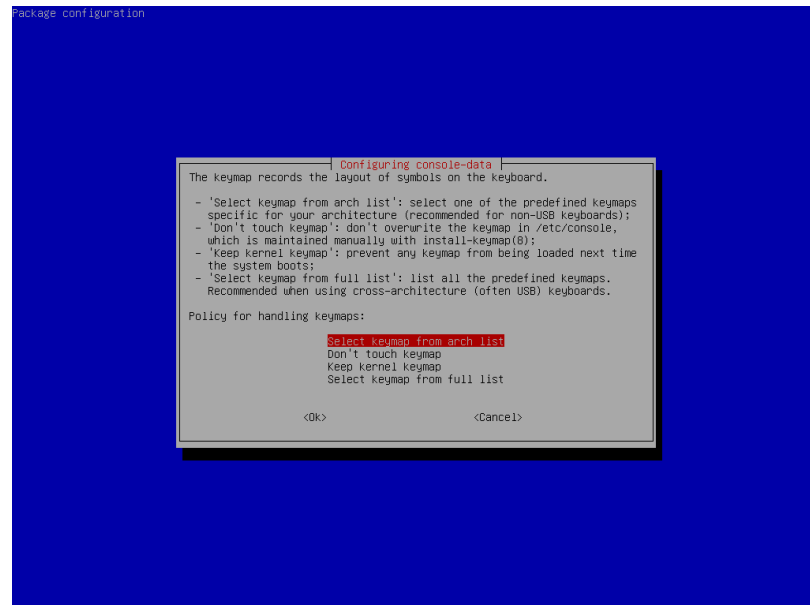 Package configuration
Configuring console-data
The keymap records the layout of symbols on the keyboard.
- 'Select keymap from arch list': select one of the predefined keymaps
specific for your architecture (recommended for non-USB keyboards);
- 'Don't touch keymap': don't overwrite the keymap in /etc/console,
which is maintained manually with install-keymap(8);
- 'Keep kernel keymap': prevent any keymap from being loaded next time
the system boots;
- 'Select keymap from full list': list all the predefined keymaps.
Recommended when using cross-architecture (often USB) keyboards.
Policy for handling keymaps:
Select keymap from arch list
Don't touch keymap
Keep kernel keymap
Select keymap from full list
<Ok> <Cancel>